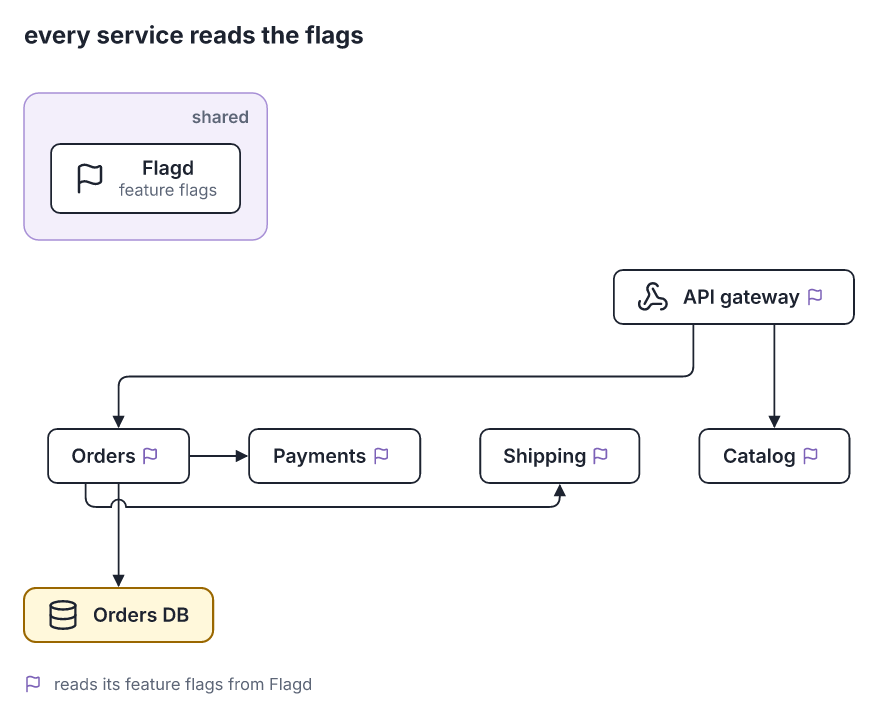 every service reads the flags
shared
Flagd
feature flags
API gateway
Orders
Payments
Shipping
Catalog
Orders DB
reads its feature flags from Flagd